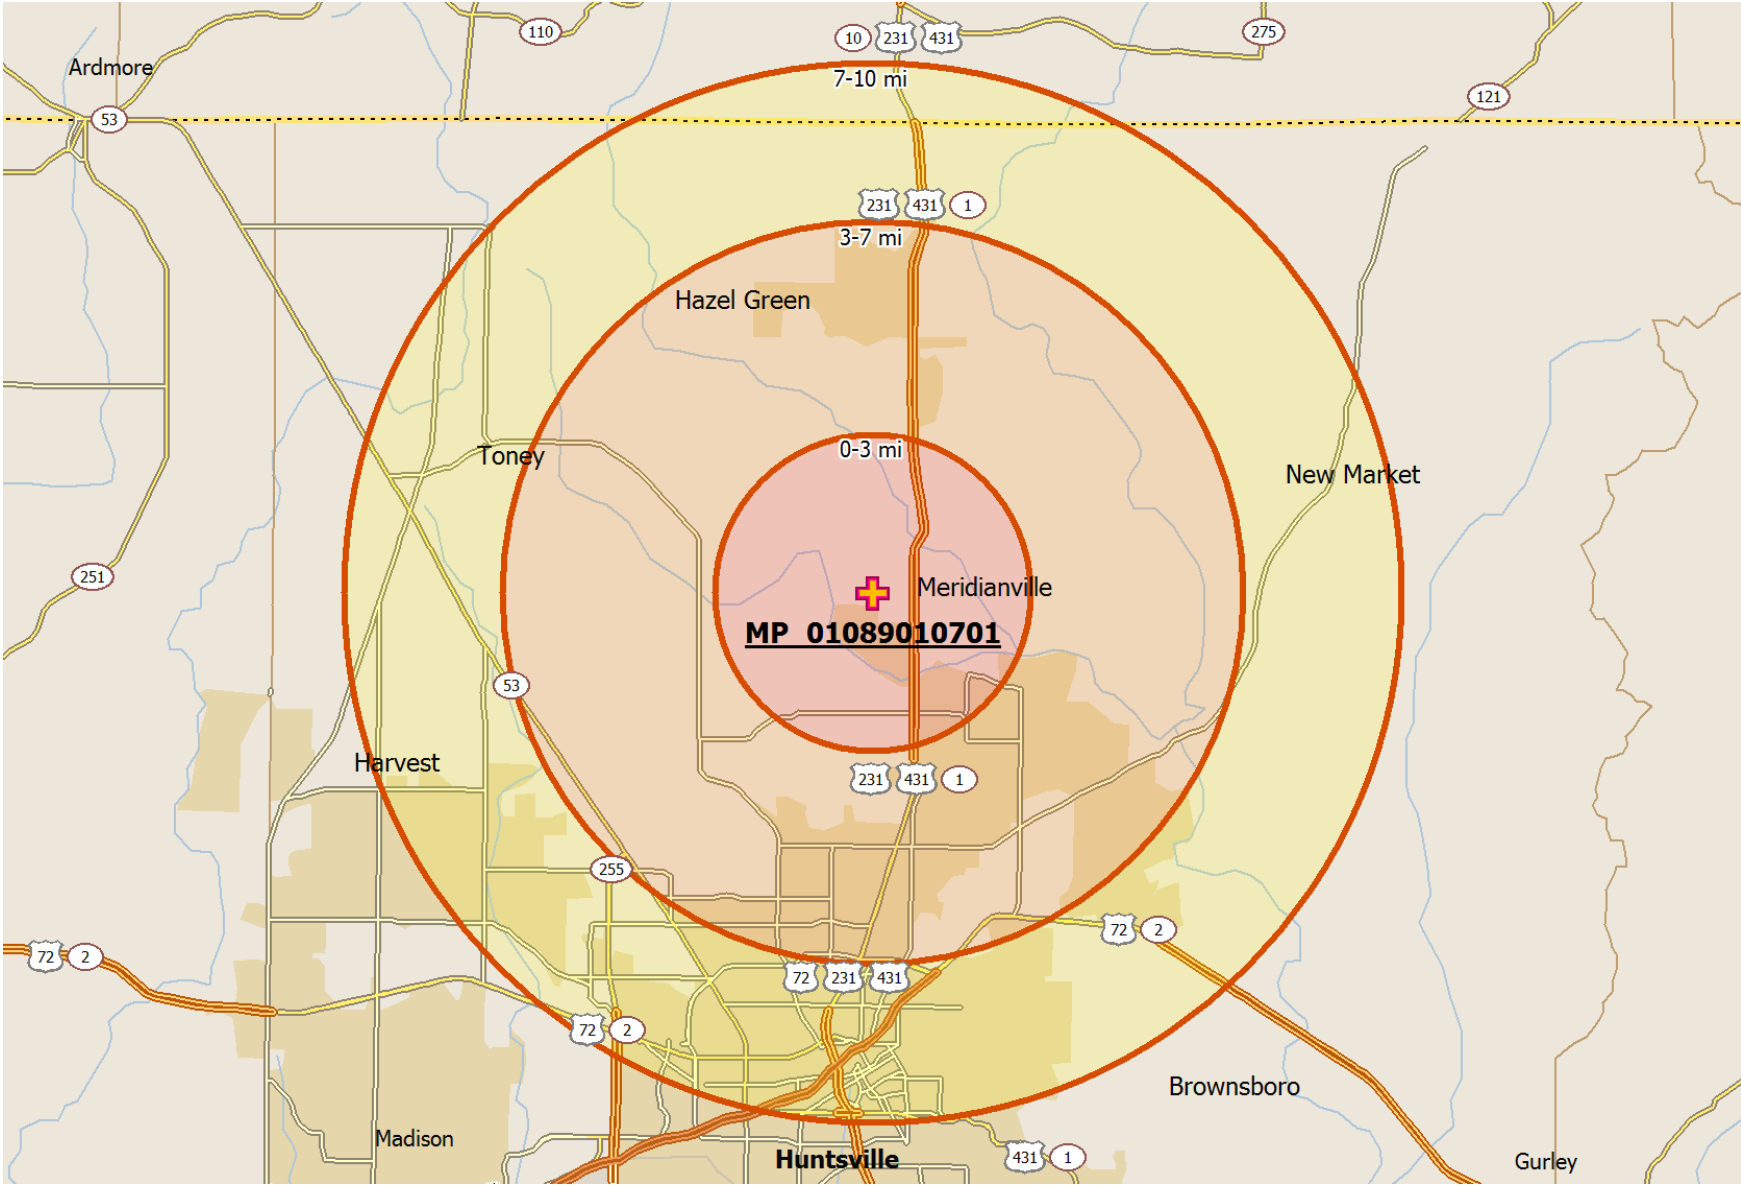 110
10 231 431
275
Ardmore
7-10 mi
121
53
231 431 1
3-7 mi
Hazel Green
0-3 mi
Toney
New Market
251
Meridianville
MP_01089010701
53
Harvest
231 431 1
255
72 2
72 2
72 231 431
72 2
Brownsboro
Madison
Huntsville
431 1
Gurley